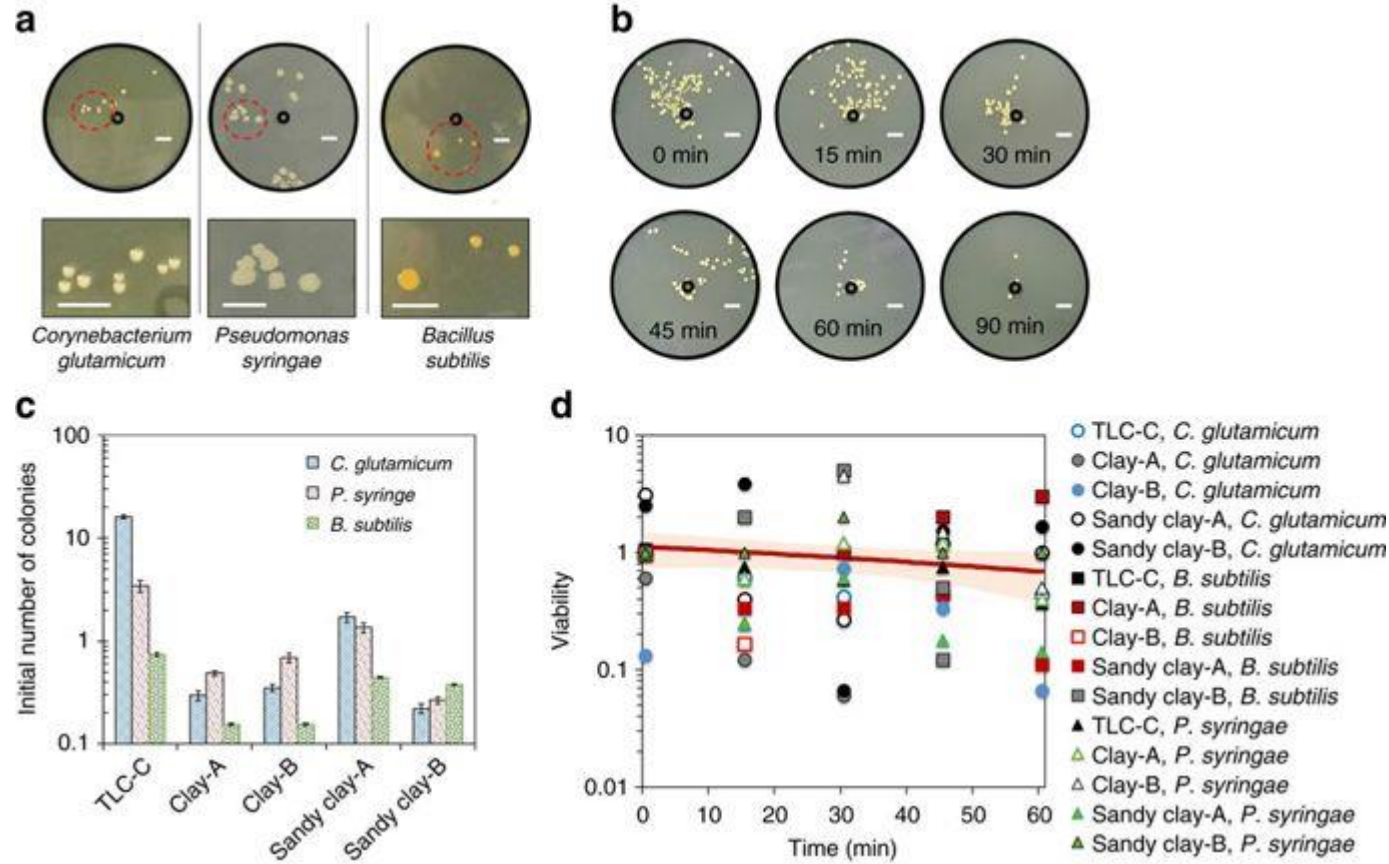 a
Corynebacterium
glutamicum
Pseudomonas
syringae
Bacillus
subtilis
b
0 min
15 min
30 min
45 min
60 min
90 min
c
Initial number of colonies
100
10
1
0.1
C. glutamicum
P. syringe
B. subtilis
TLC-C
Clay-A
Clay-B
Sandy clay-A
Sandy clay-B
d
Viability
10
1
0.1
0.01
0
10
20
30
40
50
60
Time (min)
TLC-C, C. glutamicum
Clay-A, C. glutamicum
Clay-B, C. glutamicum
Sandy clay-A, C. glutamicum
Sandy clay-B, C. glutamicum
TLC-C, B. subtilis
Clay-A, B. subtilis
Clay-B, B. subtilis
Sandy clay-A, B. subtilis
Sandy clay-B, B. subtilis
TLC-C, P. syringae
Clay-A, P. syringae
Clay-B, P. syringae
Sandy clay-A, P. syringae
Sandy clay-B, P. syringae